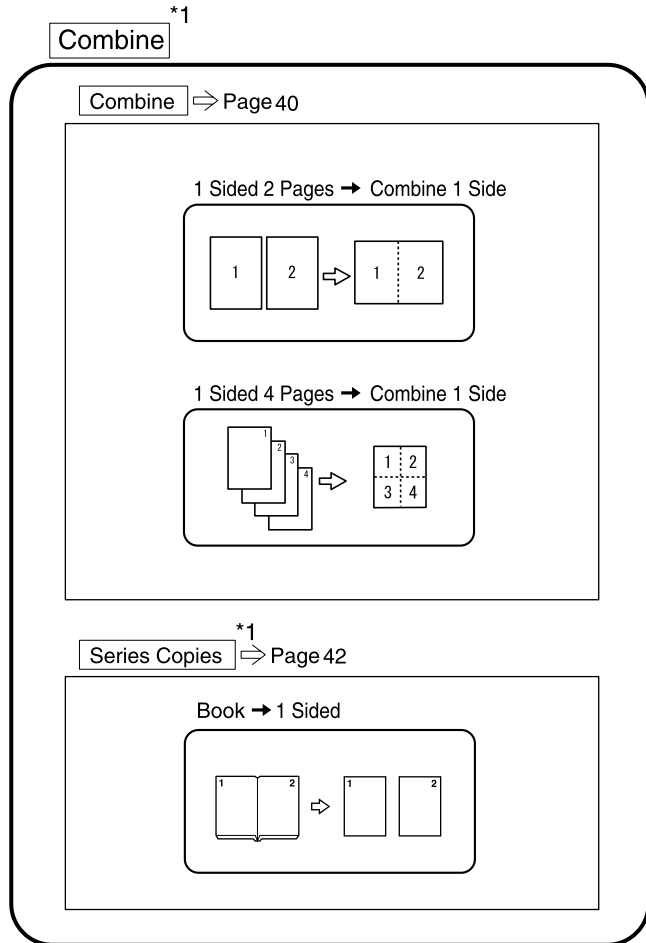 *1
Combine
Combine ⇨ Page 40
1 Sided 2 Pages → Combine 1 Side
1 2 ⇨ 1 2
1 Sided 4 Pages → Combine 1 Side
1
2
3
4
⇨
1 2
3 4
*1
Series Copies ⇨ Page 42
Book → 1 Sided
1 2 ⇨ 1 2